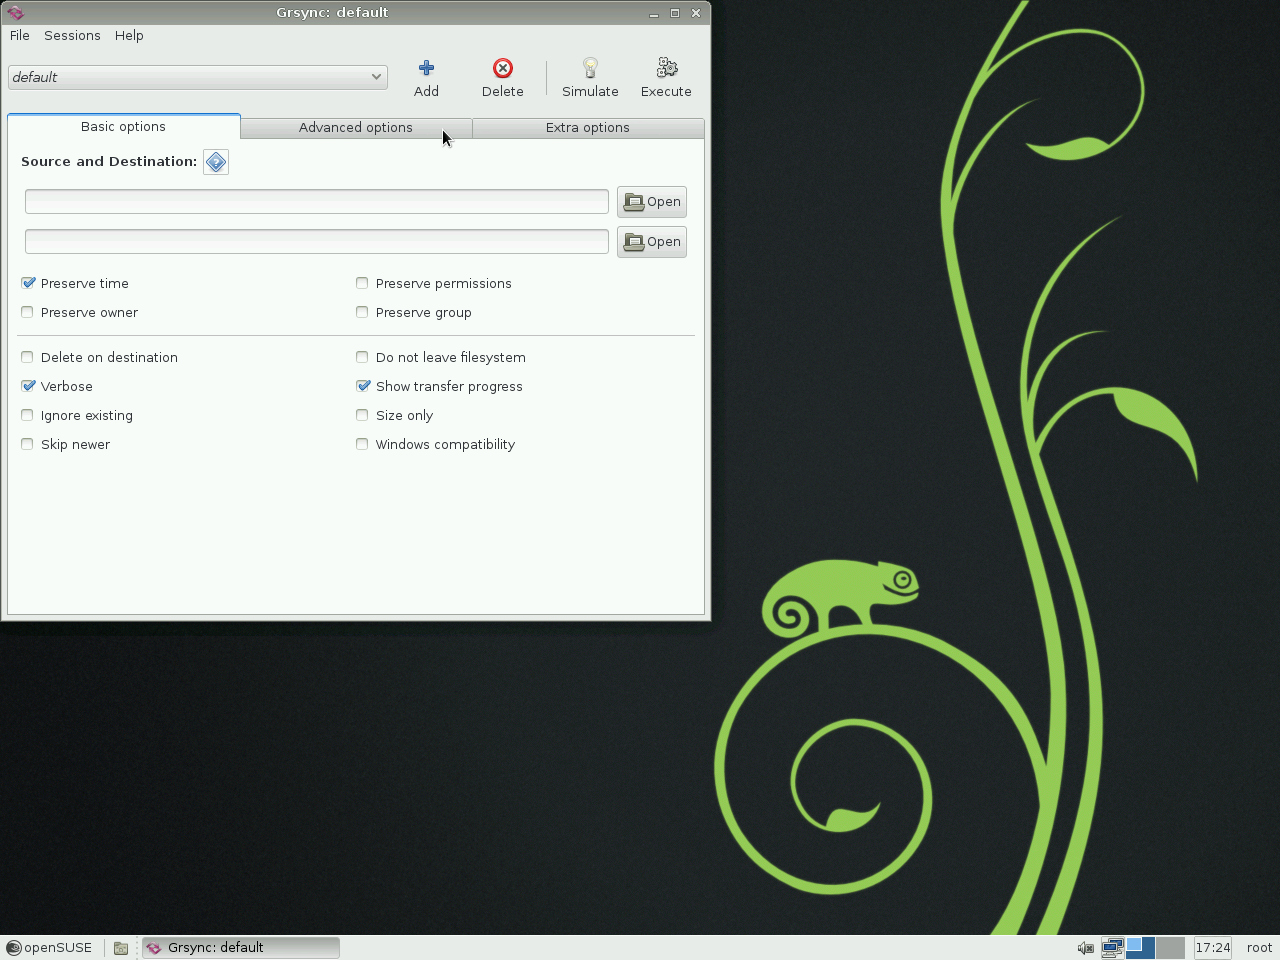 Grsync: default
File Sessions Help
default
Add Delete Simulate Execute
Basic options Advanced options Extra options
Source and Destination:
Open
Open
Preserve time Preserve permissions
Preserve owner Preserve group
Delete on destination Do not leave filesystem
Verbose Show transfer progress
Ignore existing Size only
Skip newer Windows compatibility
openSUSE Grsync: default 17:24 root